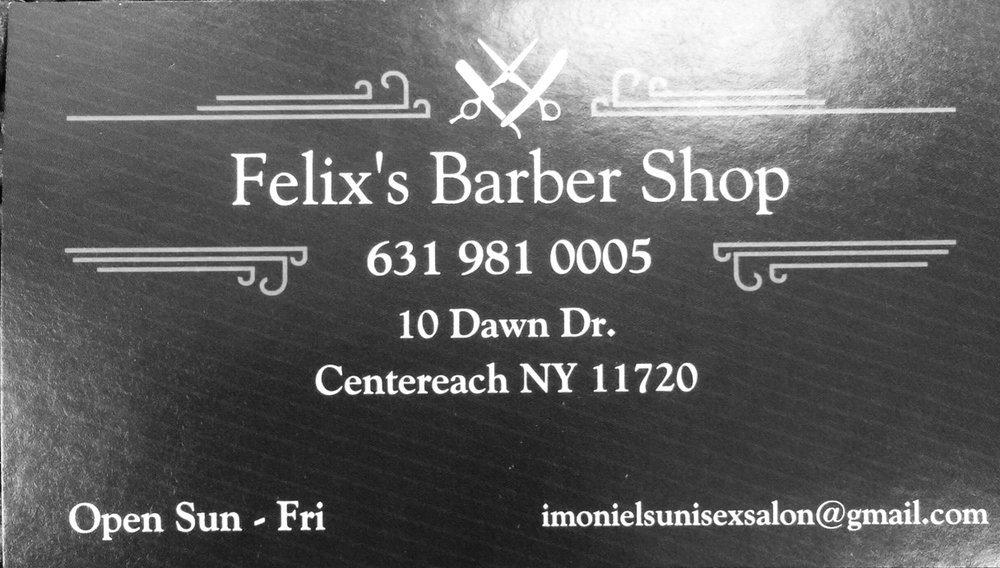 Felix's Barber Shop
631 981 0005
10 Dawn Dr.
Centereach NY 11720
Open Sun - Fri
imonielsunisexsalon@gmail.com